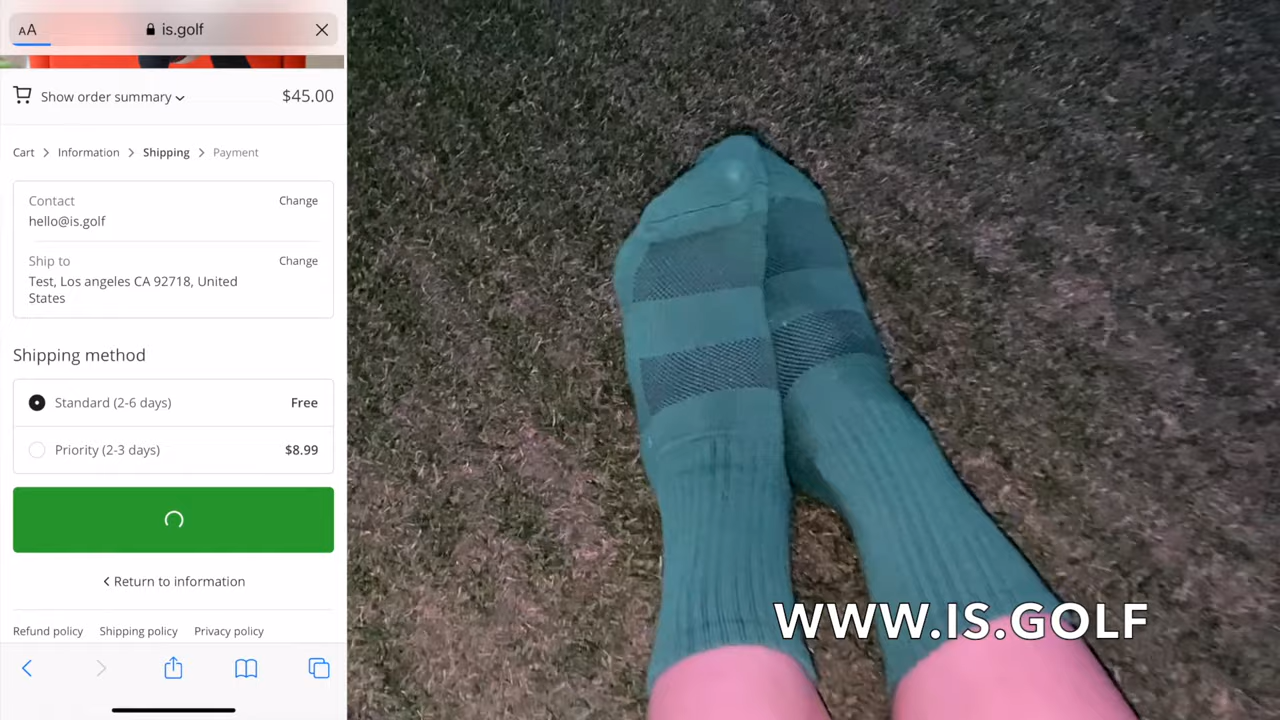 AA is.golf
Show order summary $45.00
Cart Information Shipping Payment
Contact Change
hello@is.golf
Ship to Change
Test, Los angeles CA 92718, United
States
Shipping method
Standard (2-6 days) Free
Priority (2-3 days) $8.99
Return to information
Refund policy Shipping policy Privacy policy
WWW.IS.GOLF